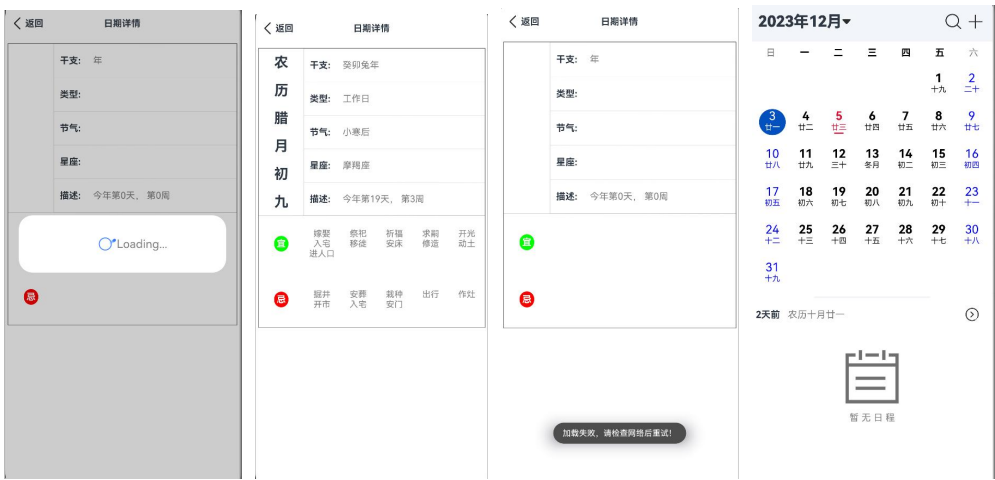 返回 日期详情
干支: 年
类型:
节气:
星座:
描述: 今年第0天， 第0周
Loading...
忌
返回 日期详情
农历腊月初九
干支: 癸卯兔年
类型: 工作日
节气: 小寒后
星座: 摩羯座
描述: 今年第19天， 第3周
宜
嫁娶 祭祀 祈福 求嗣 开光
入宅 移徙 安床 修造 动土
进人口
忌
掘井 安葬 栽种 出行 作灶
开市 入宅 安门
返回 日期详情
干支: 年
类型:
节气:
星座:
描述: 今年第0天， 第0周
宜
忌
加载失败，请检查网络后重试！
2023年12月
日 一 二 三 四 五 六
1 2
十九 二十
3 4 5 6 7 8 9
廿一 廿二 廿三 廿四 廿五 廿六 廿七
10 11 12 13 14 15 16
廿八 廿九 三十 冬月 初二 初三 初四
17 18 19 20 21 22 23
初五 初六 初七 初八 初九 初十 十一
24 25 26 27 28 29 30
十二 十三 十四 十五 十六 十七 十八
31
十九
2天前 农历十月廿一
暂无日程